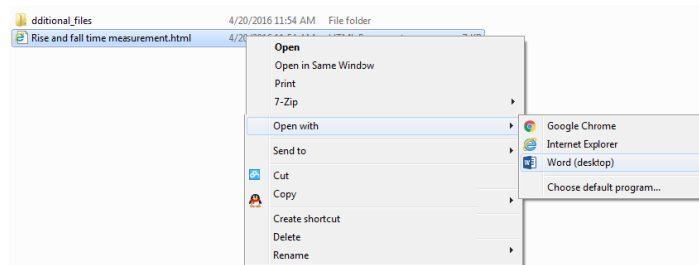 dditional_files 4/20/2016 11:54 AM File folder
Rise and fall time measurement.html
Open
Open in Same Window
Print
7-Zip
Open with
Send to
Cut
Copy
Create shortcut
Delete
Rename
Google Chrome
Internet Explorer
Word (desktop)
Choose default program...